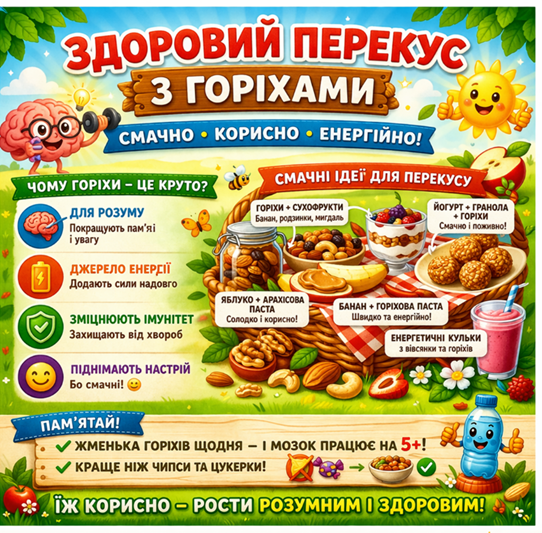 ЗДОРОВИЙ ПЕРЕКУС
З ГОРІХАМИ
СМАЧНО • КОРИСНО • ЕНЕРГІЙНО!
ЧОМУ ГОРІХИ – ЦЕ КРУТО?
ДЛЯ РОЗУМУ
Покращують пам'яі
і увагу
ДЖЕРЕЛО ЕНЕРГІЇ
Додають сили надовго
ЗМІЦНЮЮТЬ ІМУНІТЕТ
Захищають від хвороб
ПІДНІМАЮТЬ НАСТРІЙ
Бо смачні! 😊
СМАЧНІ ІДЕЇ ДЛЯ ПЕРЕКУСУ
ГОРІХИ + СУХОФРУКТИ
Банан, родзинки, мигдаль
ЙОГУРТ + ГРАНОЛА
+ ГОРІХИ
Смачно і поживно!
ЯБЛУКО + АРАХІСОВА
ПАСТА
Солодко і корисно!
БАНАН + ГОРІХОВА ПАСТА
Швидко та енергійно!
ЕНЕРГЕТИЧНІ КУЛЬКИ
з вівсянки та горіхів
ПАМ'ЯТАЙ!
✓ ЖМЕНЬКА ГОРІХІВ ЩОДНЯ – І МОЗОК ПРАЦЮЄ НА 5+!
✓ КРАЩЕ НІЖ ЧИПСИ ТА ЦУКЕРКИ!
ЇЖ КОРИСНО – РОСТИ РОЗУМНИМ І ЗДОРОВИМ!